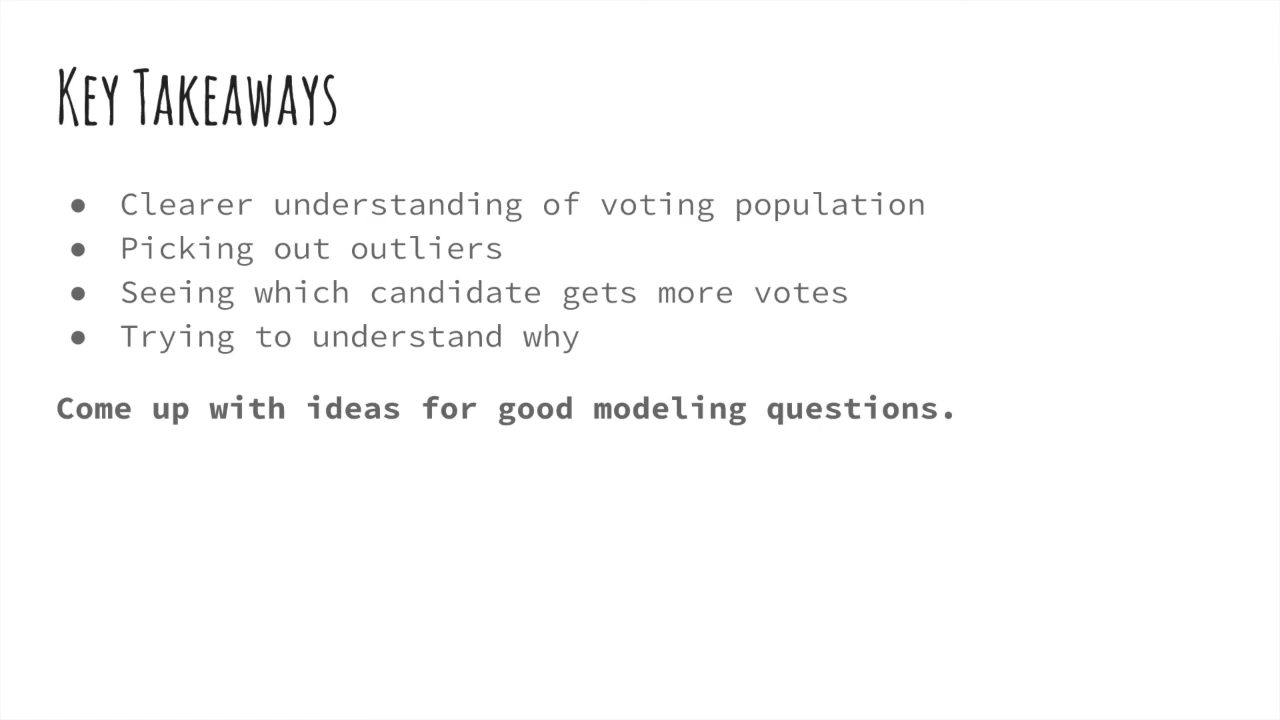 Key Takeaways
● Clearer understanding of voting population
● Picking out outliers
● Seeing which candidate gets more votes
● Trying to understand why
Come up with ideas for good modeling questions.